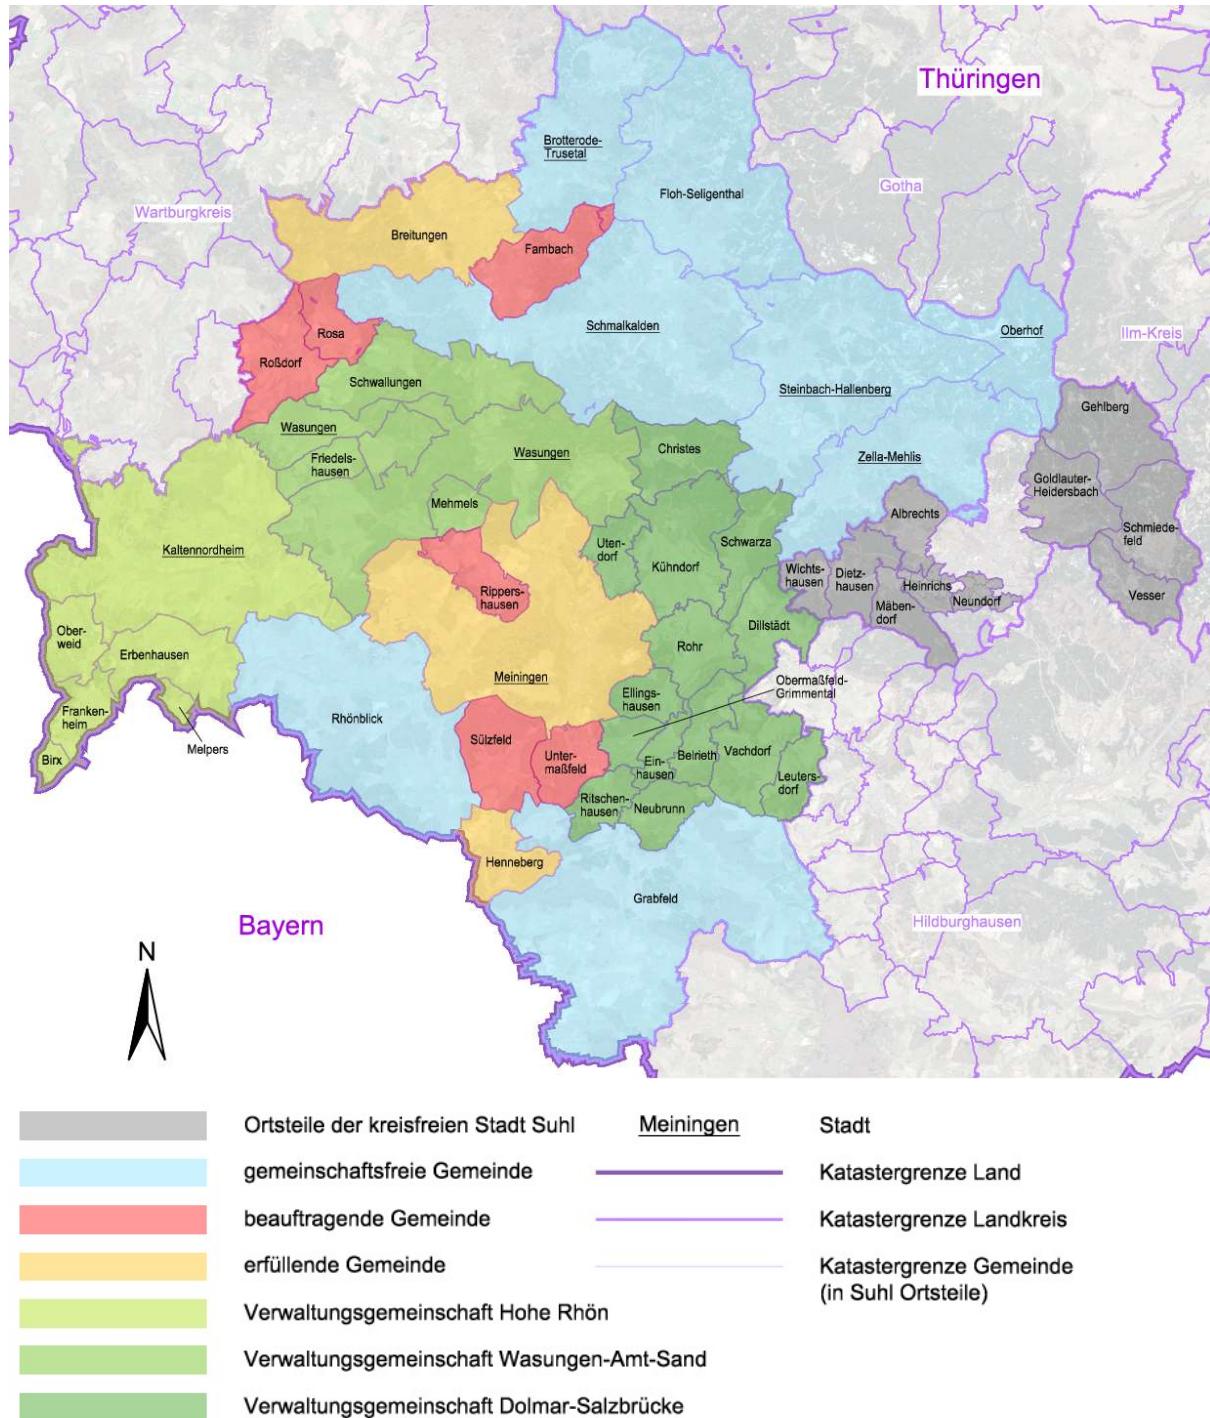 Thüringen
Brotterode-
Trusetal
Floh-Seligenthal
Gotha
Wartburgkreis
Breitungen
Fambach
Schmalkalden
Oberhof
Ilm-Kreis
Rosa
Roßdorf
Schwallungen
Steinbach-Hallenberg
Gehlberg
Wasungen
Friedels-
hausen
Wasungen
Christes
Zella-Mehlis
Goldlauter-
Heidersbach
Mehmels
Albrechts
Schmiede-
feld
Kaltennordheim
Uten-
dorf
Schwarza
Kühndorf
Wichts-
hausen
Dietz-
hausen
Heinrichs
Neundorf
Vesser
Rippers-
hausen
Mäben-
dorf
Ober-
weid
Erbenhausen
Rohr
Dillstädt
Meiningen
Obermaßfeld-
Grimmental
Ellings-
hausen
Franken-
heim
Rhönblick
Melpers
Birx
Sülzfeld
Unter-
maßfeld
Ein-
hausen
Belrieth
Vachdorf
Leuters-
dorf
Ritschen-
hausen
Neubrunn
Henneberg
Grabfeld
Hildburghausen
Bayern
N
Ortsteile der kreisfreien Stadt Suhl
gemeinschaftsfreie Gemeinde
beauftragende Gemeinde
erfüllende Gemeinde
Verwaltungsgemeinschaft Hohe Rhön
Verwaltungsgemeinschaft Wasungen-Amt-Sand
Verwaltungsgemeinschaft Dolmar-Salzbrücke
Meiningen
Stadt
Katastergrenze Land
Katastergrenze Landkreis
Katastergrenze Gemeinde
(in Suhl Ortsteile)